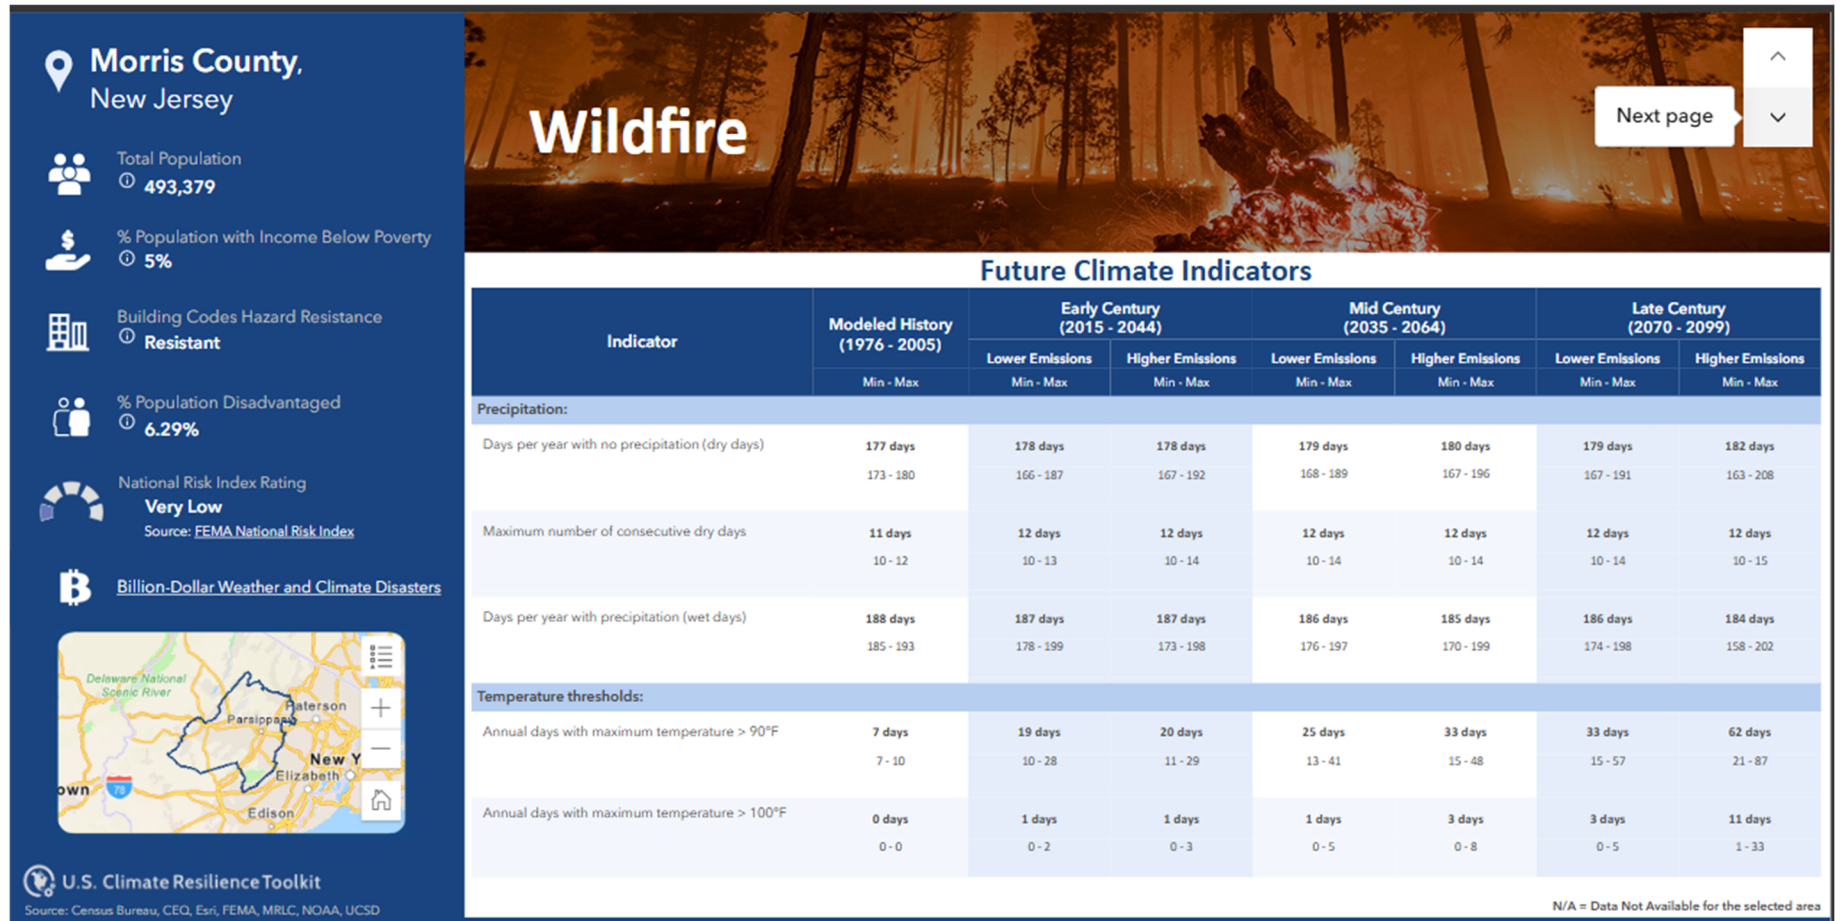 Morris County,
New Jersey
Total Population
493,379
% Population with Income Below Poverty
5%
Building Codes Hazard Resistance
Resistant
% Population Disadvantaged
6.29%
National Risk Index Rating
Very Low
Source: FEMA National Risk Index
Billion-Dollar Weather and Climate Disasters
Delaware National
Scenic River
Paterson
Parsippany
New Y
Elizabeth
own
78
Edison
U.S. Climate Resilience Toolkit
Source: Census Bureau, CEQ, Esri, FEMA, MRLC, NOAA, UCSD
Wildfire
Next page
Future Climate Indicators
Indicator
Modeled History
(1976 - 2005)
Min - Max
Early Century
(2015 - 2044)
Mid Century
(2035 - 2064)
Late Century
(2070 - 2099)
Lower Emissions Higher Emissions Lower Emissions Higher Emissions Lower Emissions Higher Emissions
Min - Max Min - Max Min - Max Min - Max Min - Max Min - Max
Precipitation:
Days per year with no precipitation (dry days) 177 days 178 days 178 days 179 days 180 days 179 days 182 days
173 - 180 166 - 187 167 - 192 168 - 189 167 - 196 167 - 191 163 - 208
Maximum number of consecutive dry days 11 days 12 days 12 days 12 days 12 days 12 days 12 days
10 - 12 10 - 13 10 - 14 10 - 14 10 - 14 10 - 14 10 - 15
Days per year with precipitation (wet days) 188 days 187 days 187 days 186 days 185 days 186 days 184 days
185 - 193 178 - 199 173 - 198 176 - 197 170 - 199 174 - 198 158 - 202
Temperature thresholds:
Annual days with maximum temperature > 90°F 7 days 19 days 20 days 25 days 33 days 33 days 62 days
7 - 10 10 - 28 11 - 29 13 - 41 15 - 48 15 - 57 21 - 87
Annual days with maximum temperature > 100°F 0 days 1 days 1 days 1 days 3 days 3 days 11 days
0 - 0 0 - 2 0 - 3 0 - 5 0 - 8 0 - 5 1 - 33
N/A = Data Not Available for the selected area